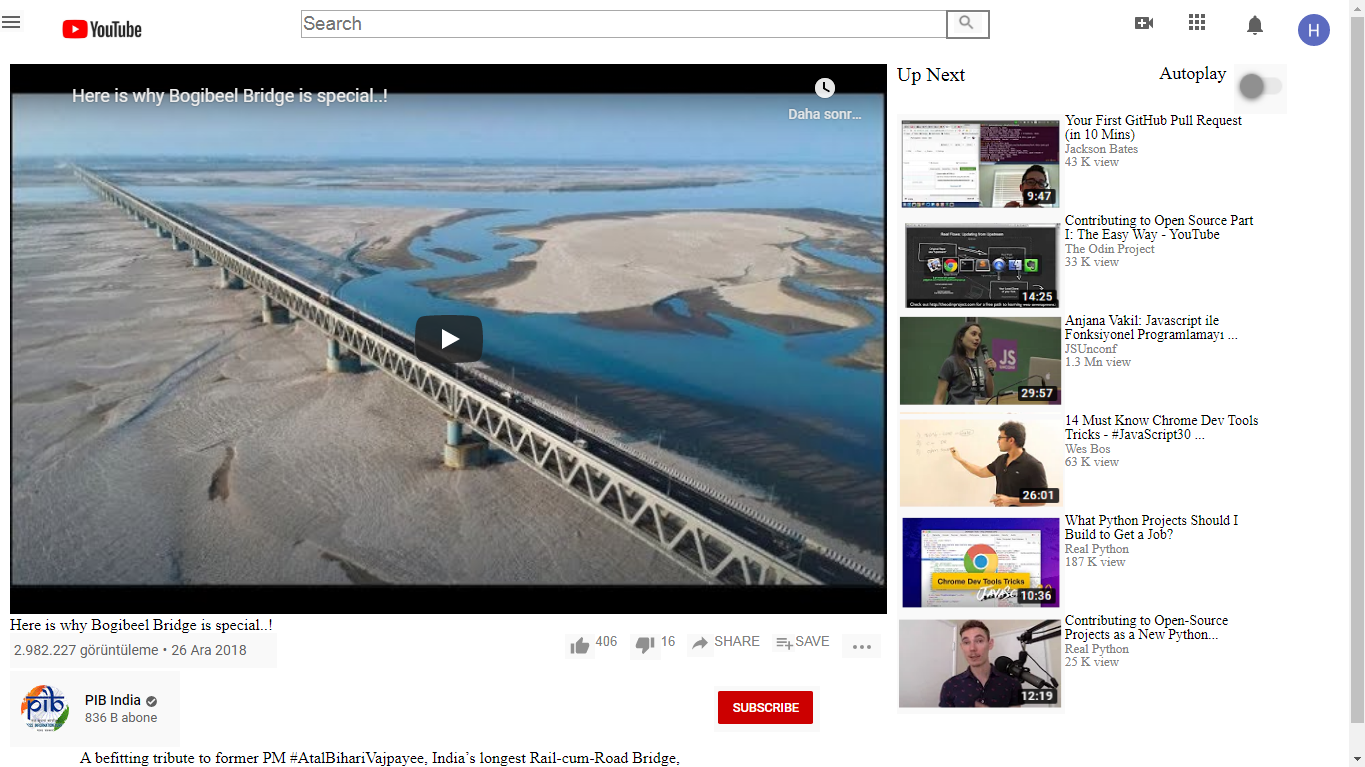 YouTube
Search
H
Here is why Bogibeel Bridge is special..!
Daha sonr...
Up Next
Autoplay
Your First GitHub Pull Request
(in 10 Mins)
Jackson Bates
43 K view
9:47
Contributing to Open Source Part
I: The Easy Way - YouTube
The Odin Project
33 K view
Real Flows: Updating from Upstream
14:25
Anjana Vakil: Javascript ile
Fonksiyonel Programlamayı ...
JSUnconf
1.3 Mn view
JS
29:57
14 Must Know Chrome Dev Tools
Tricks - #JavaScript30 ...
Wes Bos
63 K view
26:01
What Python Projects Should I
Build to Get a Job?
Real Python
187 K view
Chrome Dev Tools Tricks
10:36
Contributing to Open-Source
Projects as a New Python...
Real Python
25 K view
12:19
Here is why Bogibeel Bridge is special..!
2.982.227 görüntüleme • 26 Ara 2018
406
16
SHARE
SAVE
pib
PIB India
836 B abone
SUBSCRIBE
A befitting tribute to former PM #AtalBihariVajpayee, India’s longest Rail-cum-Road Bridge,